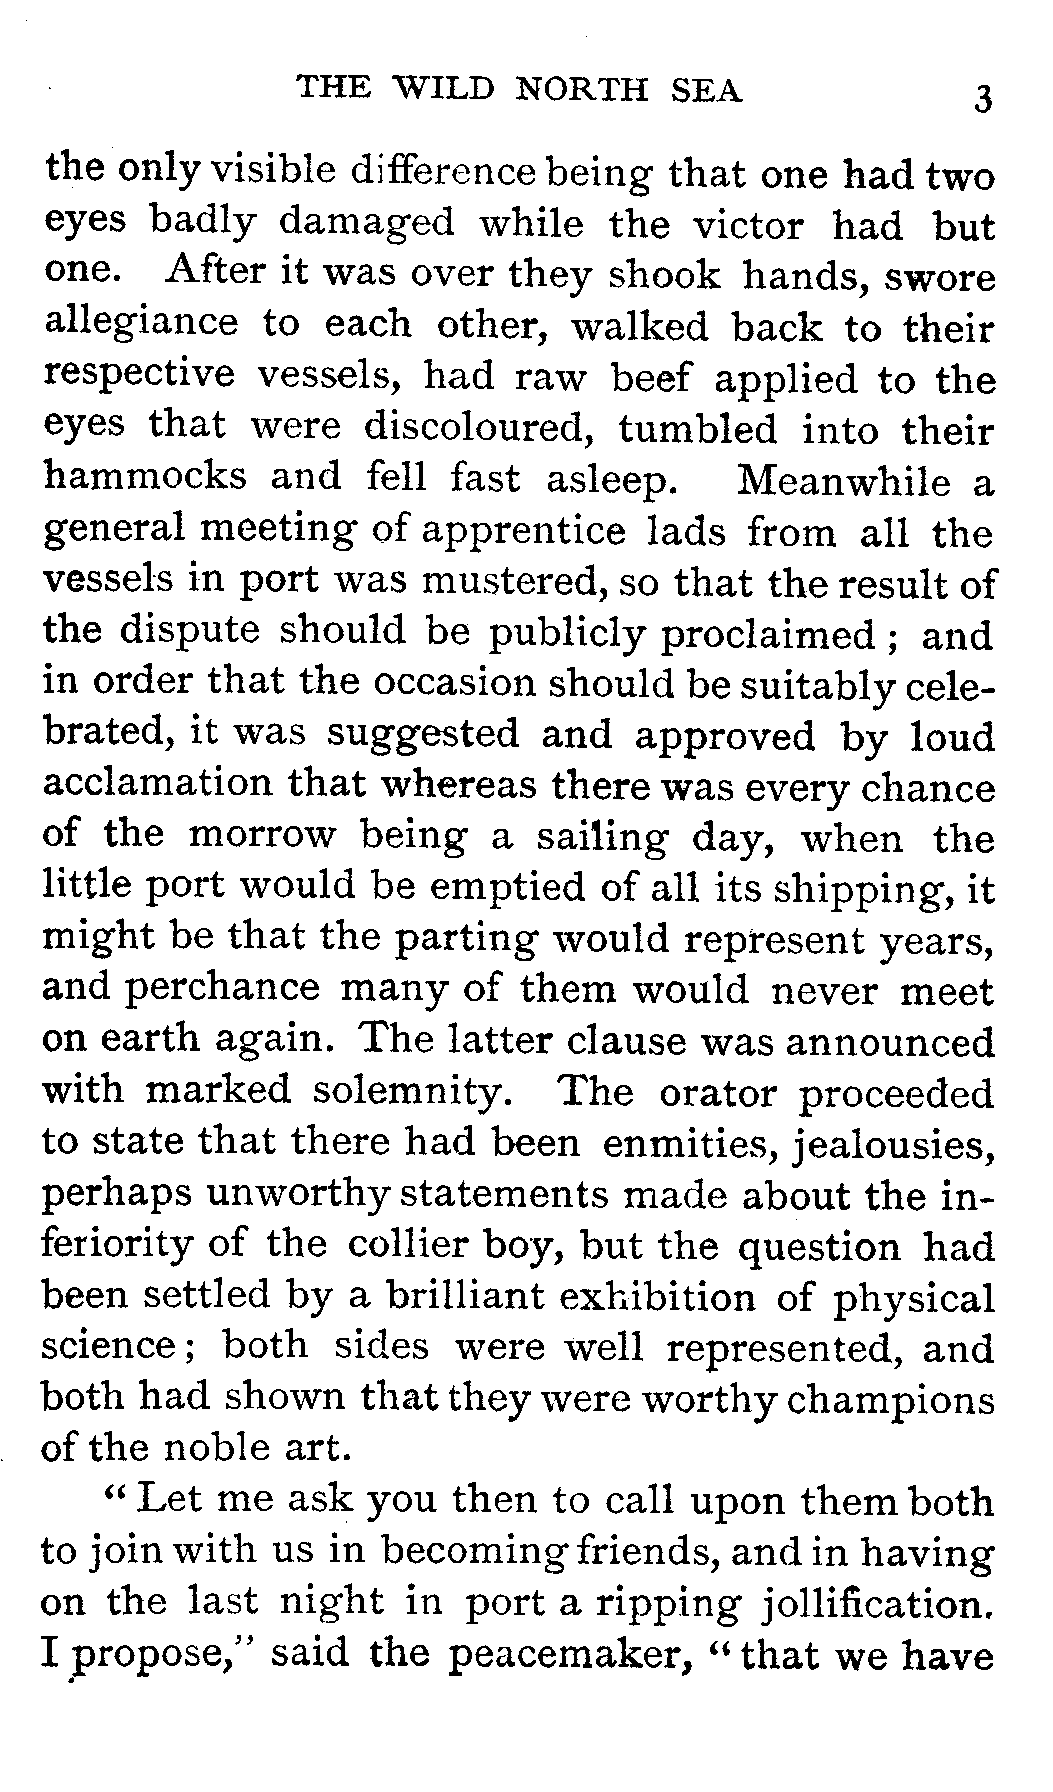 THE WILD NORTH SEA 3
the only visible difference being that one had two
eyes badly damaged while the victor had but
one. After it was over they shook hands, swore
allegiance to each other, walked back to their
respective vessels, had raw beef applied to the
eyes that were discoloured, tumbled into their
hammocks and fell fast asleep. Meanwhile a
general meeting of apprentice lads from all the
vessels in port was mustered, so that the result of
the dispute should be publicly proclaimed ; and
in order that the occasion should be suitably cele-
brated, it was suggested and approved by loud
acclamation that whereas there was every chance
of the morrow being a sailing day, when the
little port would be emptied of all its shipping, it
might be that the parting would represent years,
and perchance many of them would never meet
on earth again. The latter clause was announced
with marked solemnity. The orator proceeded
to state that there had been enmities, jealousies,
perhaps unworthy statements made about the in-
feriority of the collier boy, but the question had
been settled by a brilliant exhibition of physical
science ; both sides were well represented, and
both had shown that they were worthy champions
of the noble art.
“ Let me ask you then to call upon them both
to join with us in becoming friends, and in having
on the last night in port a ripping jollification.
I propose,” said the peacemaker, “ that we have